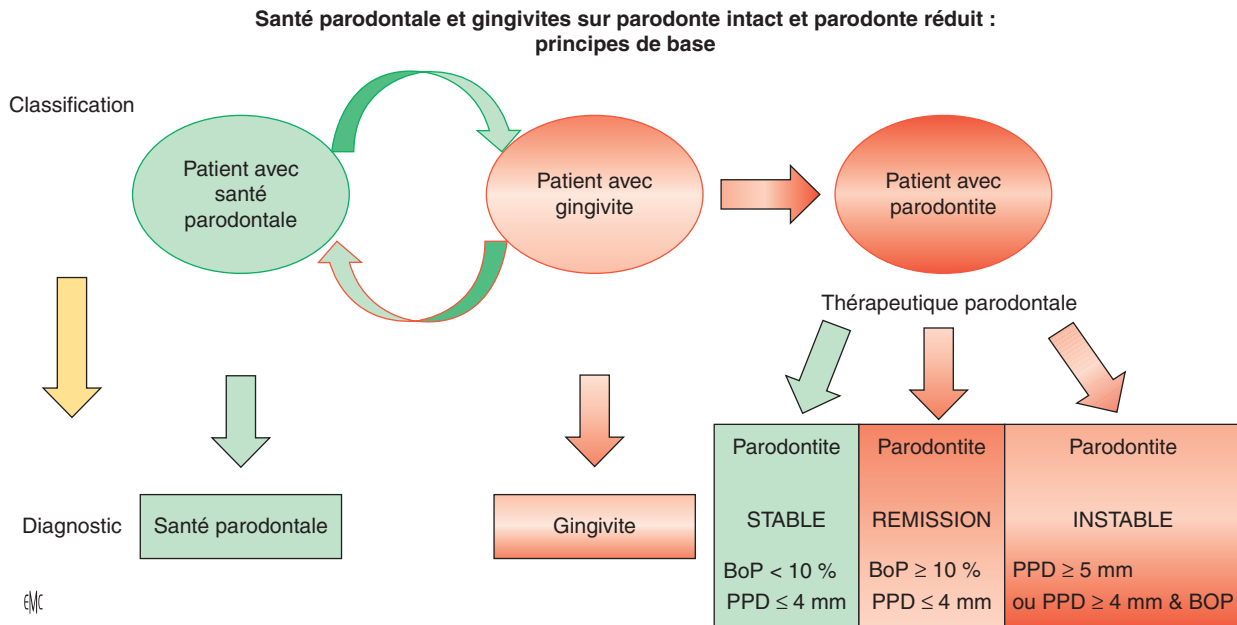 Santé parodontale et gingivites sur parodonte intact et parodonte réduit :
principes de base
Classification
Patient avec
santé
parodontale
Patient avec
gingivite
Patient avec
parodontite
Thérapeutique parodontale
Diagnostic
Santé parodontale
Gingivite
Parodontite
STABLE
BoP < 10 %
PPD ≤ 4 mm
Parodontite
REMISSION
BoP ≥ 10 %
PPD ≤ 4 mm
Parodontite
INSTABLE
PPD ≥ 5 mm
ou PPD ≥ 4 mm & BOP
EMC